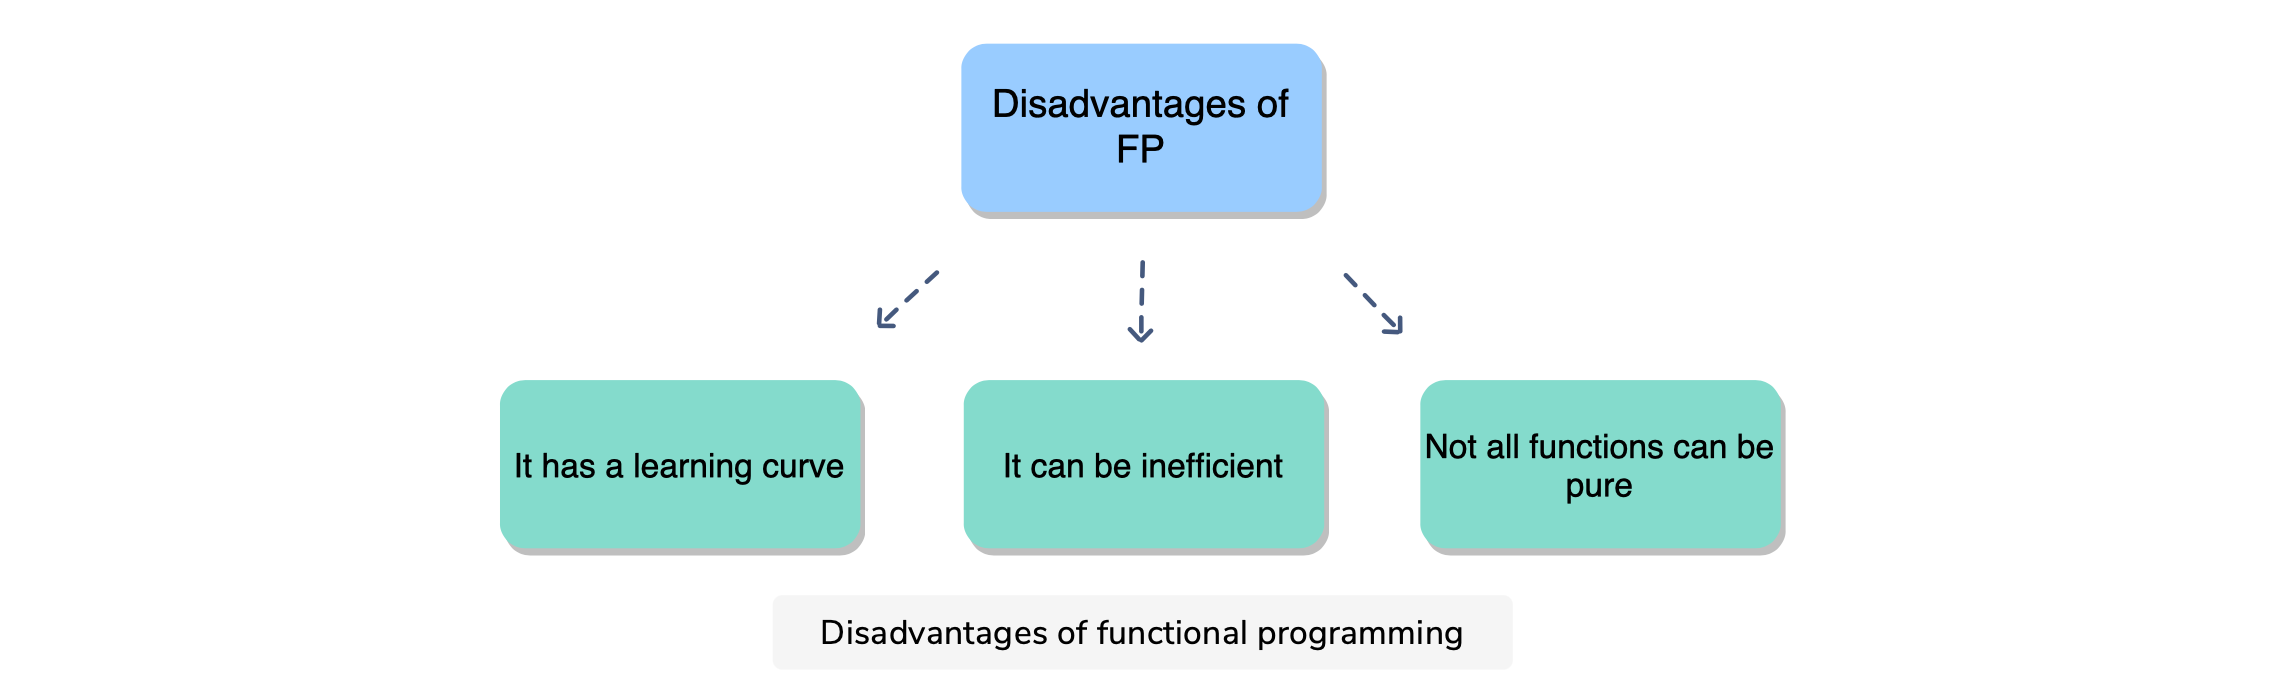 Disadvantages of
FP
It has a learning curve
It can be inefficient
Not all functions can be
pure
Disadvantages of functional programming